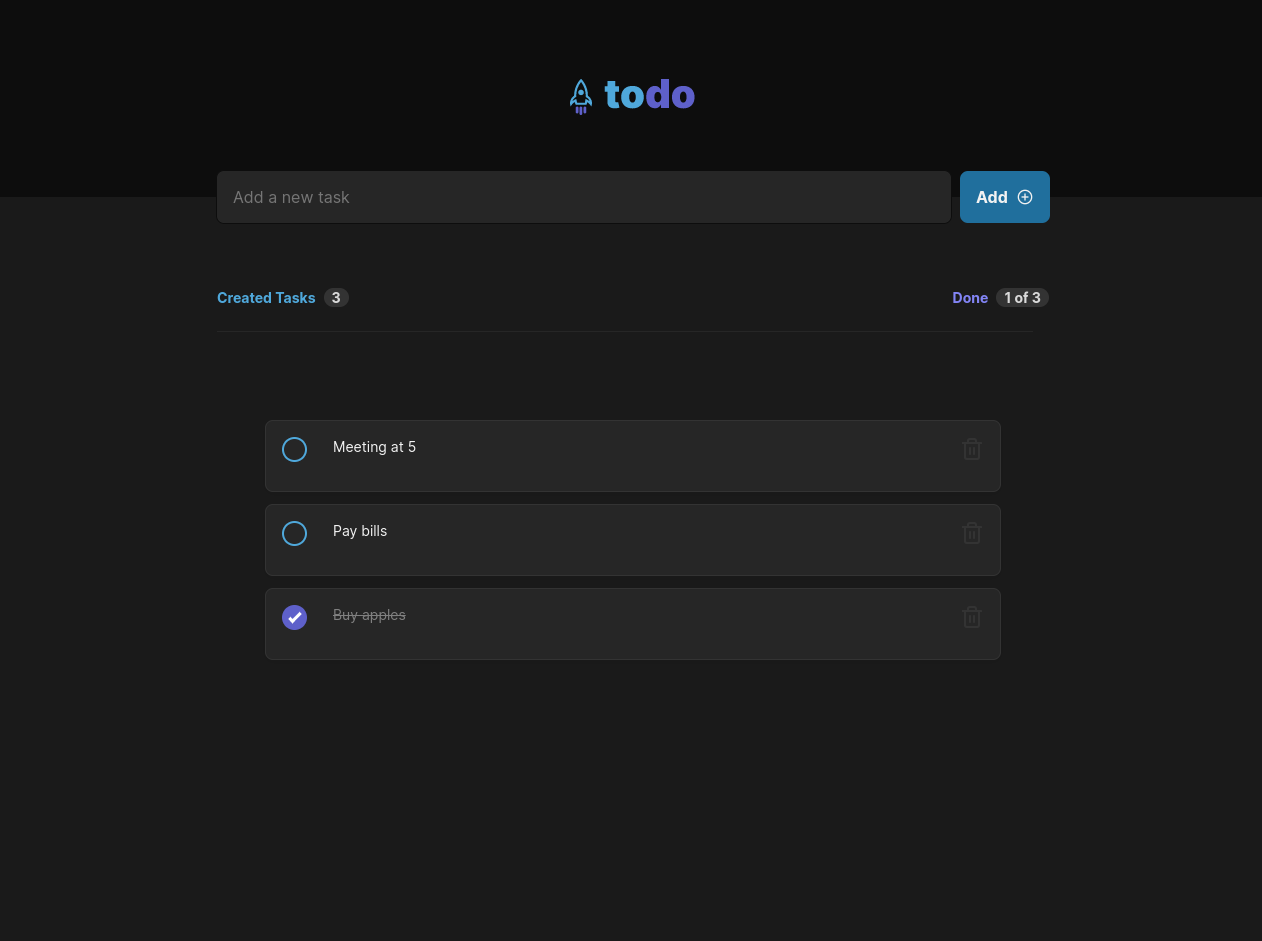 todo
Add a new task
Add
Created Tasks 3
Done 1 of 3
Meeting at 5
Pay bills
Buy apples